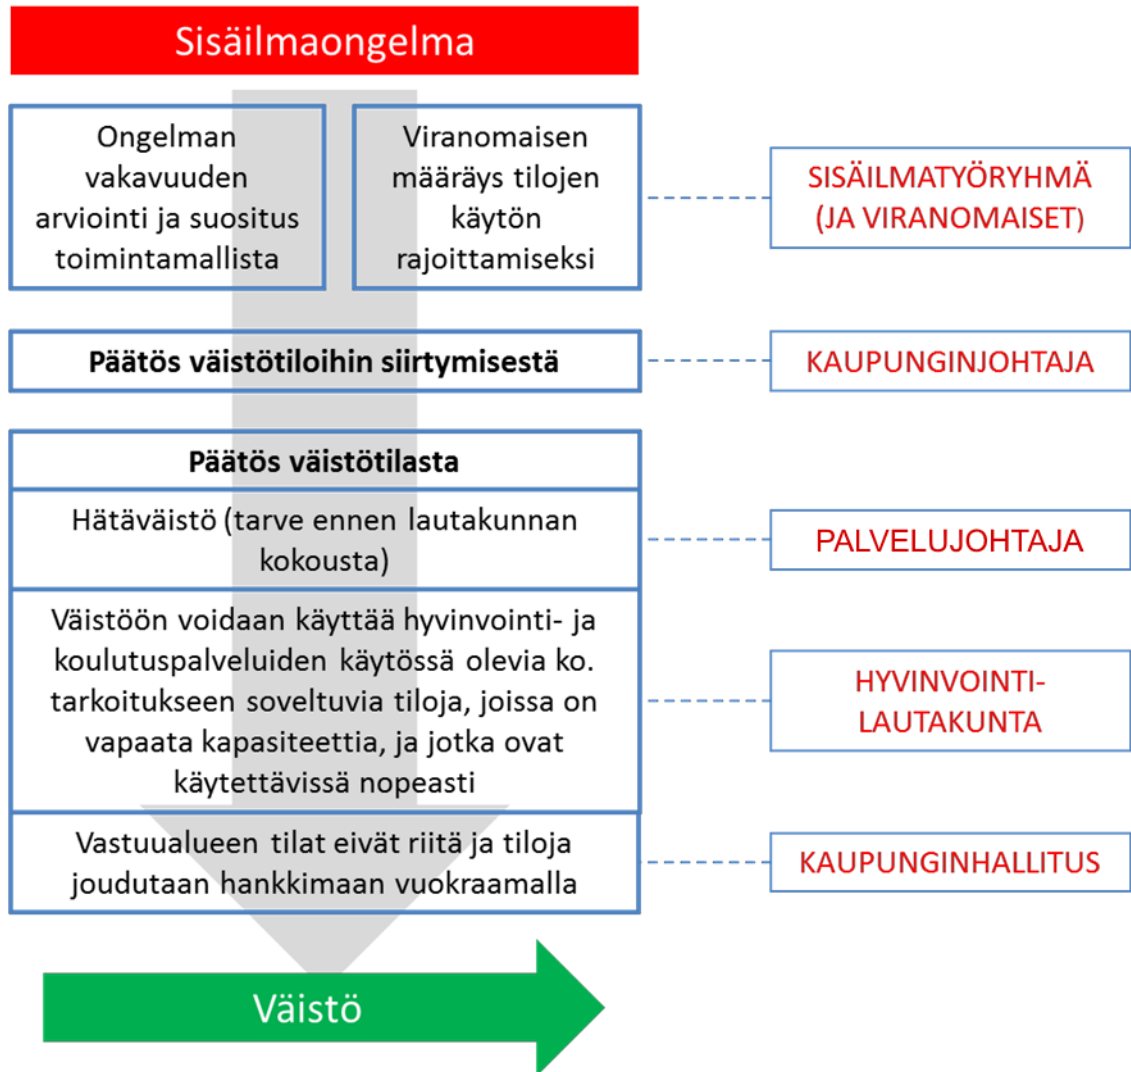 Sisäilmaongelma
Ongelman
vakavuuden
arviointi ja suositus
toimintamallista
Viranomaisen
määräys tilojen
käytön
rajoittamiseksi
SISÄILMATYÖRYHMÄ
(JA VIRANOMAISET)
Päätös väistötiloihin siirtymisestä
KAUPUNGINJOHTAJA
Päätös väistötilasta
Hätäväistö (tarve ennen lautakunnan
kokousta)
PALVELUJOHTAJA
Väistöön voidaan käyttää hyvinvointi- ja
koulutuspalveluiden käytössä olevia ko.
tarkoitukseen soveltuvia tiloja, joissa on
vapaata kapasiteettia, ja jotka ovat
käytettävissä nopeasti
HYVINVOINTI-
LAUTAKUNTA
Vastuualueen tilat eivät riitä ja tiloja
joudutaan hankkimaan vuokraamalla
KAUPUNGINHALLITUS
Väistö